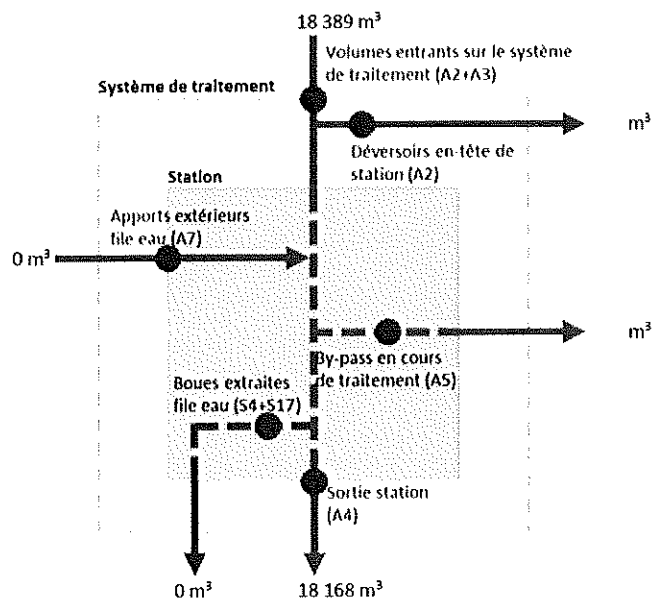 18 389 m³
Volumes entrants sur le système
de traitement (A2+A3)
Système de traitement
m³
Déversoirs en-tête de
station (A2)
Station
Apports extérieurs
file eau (A7)
0 m³
m³
By-pass en cours
de traitement (A5)
Boues extraites
file eau (S4+S17)
Sortie station
(A4)
0 m³
18 168 m³